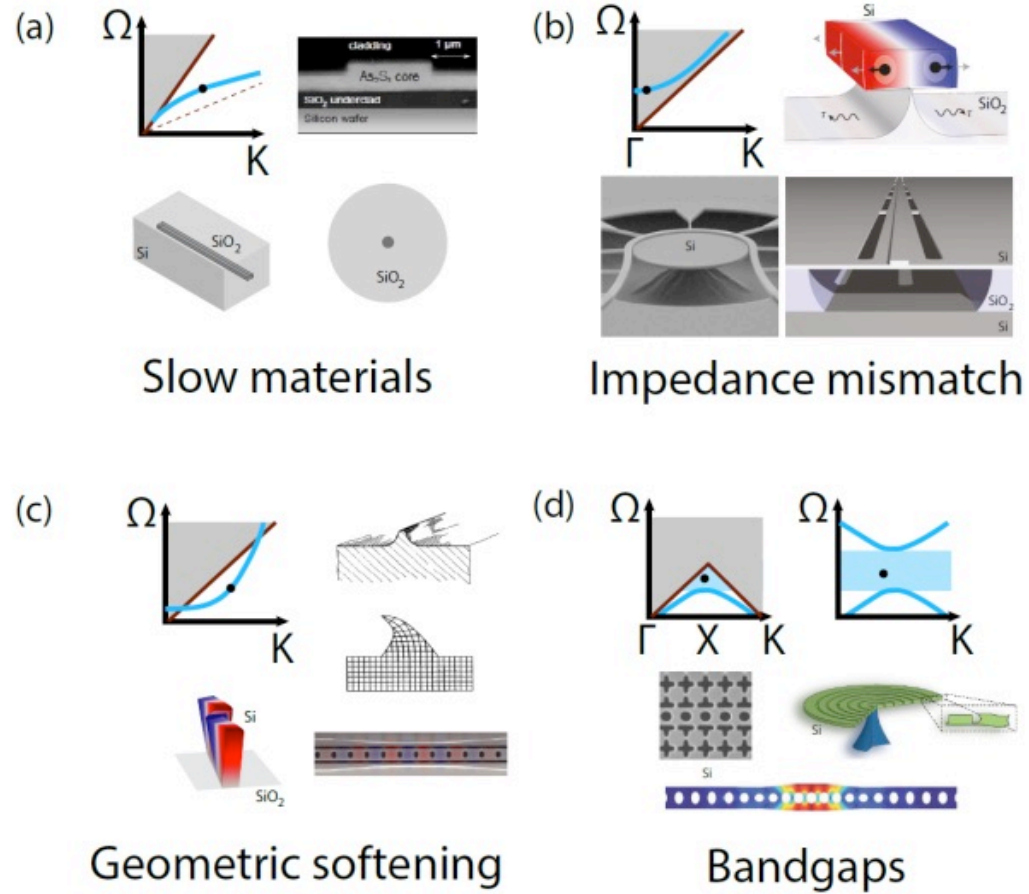 (a)
Ω
K
cladding
1 μm
As₂S₃ core
SiO₂ underclad
Silicon wafer
Si
SiO₂
SiO₂
Slow materials
(b)
Ω
Γ
K
Si
SiO₂
τ
τ
Si
Si
SiO₂
Si
Impedance mismatch
(c)
Ω
K
Si
SiO₂
Geometric softening
(d)
Ω
Γ
X
K
Ω
K
Si
Si
Bandgaps